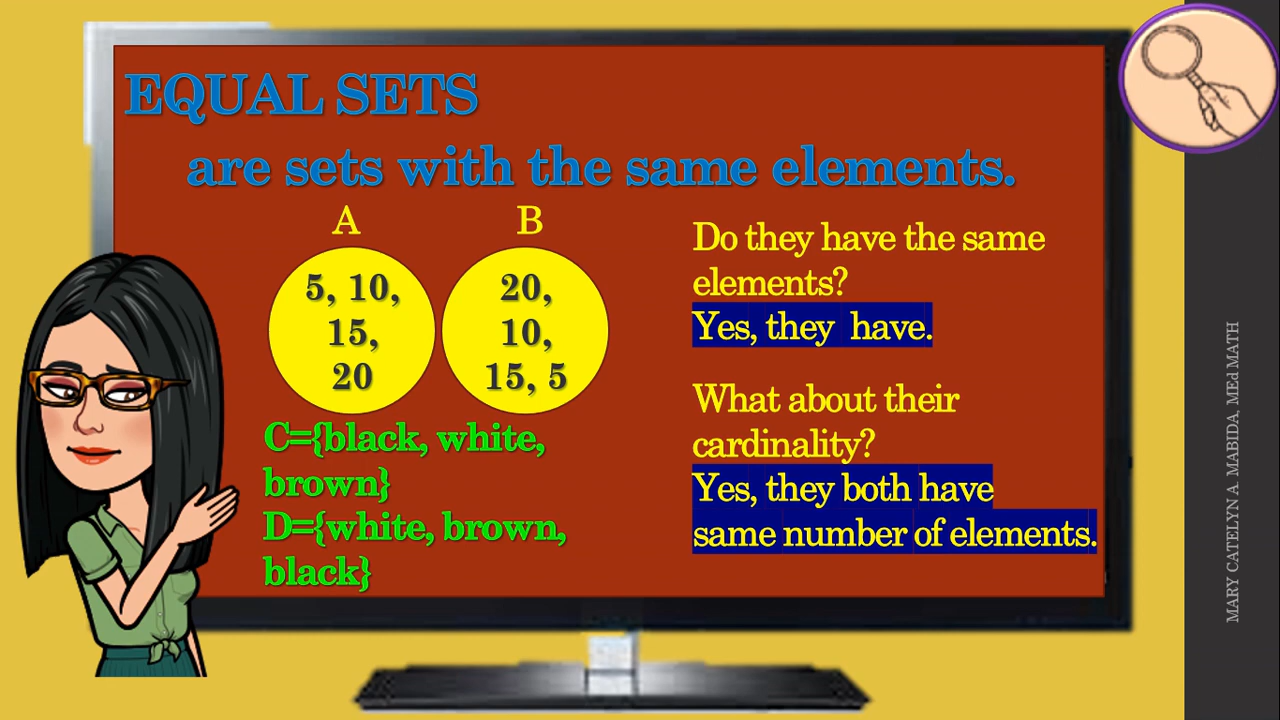 EQUAL SETS
are sets with the same elements.
A
B
5, 10,
15,
20
20,
10,
15, 5
C={black, white,
brown}
D={white, brown,
black}
Do they have the same
elements?
Yes, they have.
What about their
cardinality?
Yes, they both have
same number of elements.
MARY CATELYN A. MABIDA, MEd MATH